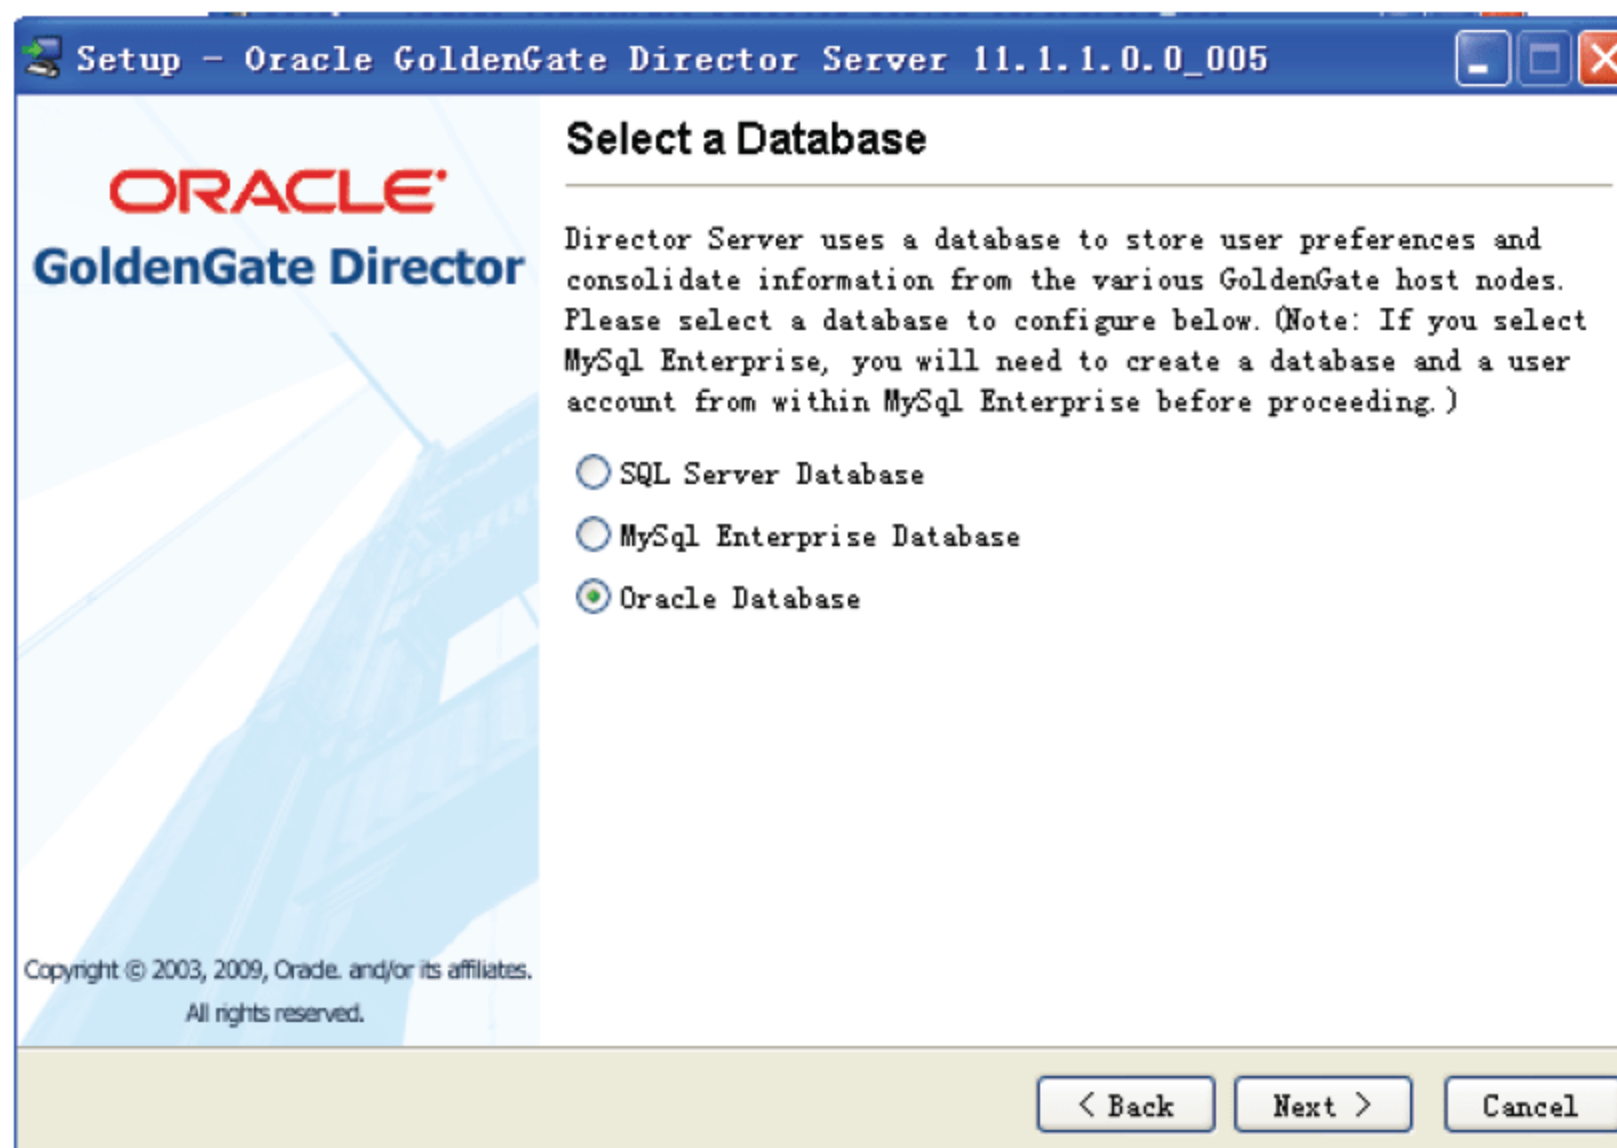 Setup - Oracle GoldenGate Director Server 11.1.1.0.0_005
ORACLE
GoldenGate Director
Select a Database
Director Server uses a database to store user preferences and
consolidate information from the various GoldenGate host nodes.
Please select a database to configure below. (Note: If you select
MySql Enterprise, you will need to create a database and a user
account from within MySql Enterprise before proceeding.)
SQL Server Database
MySql Enterprise Database
Oracle Database
Copyright © 2003, 2009, Oracle. and/or its affiliates.
All rights reserved.
< Back
Next >
Cancel